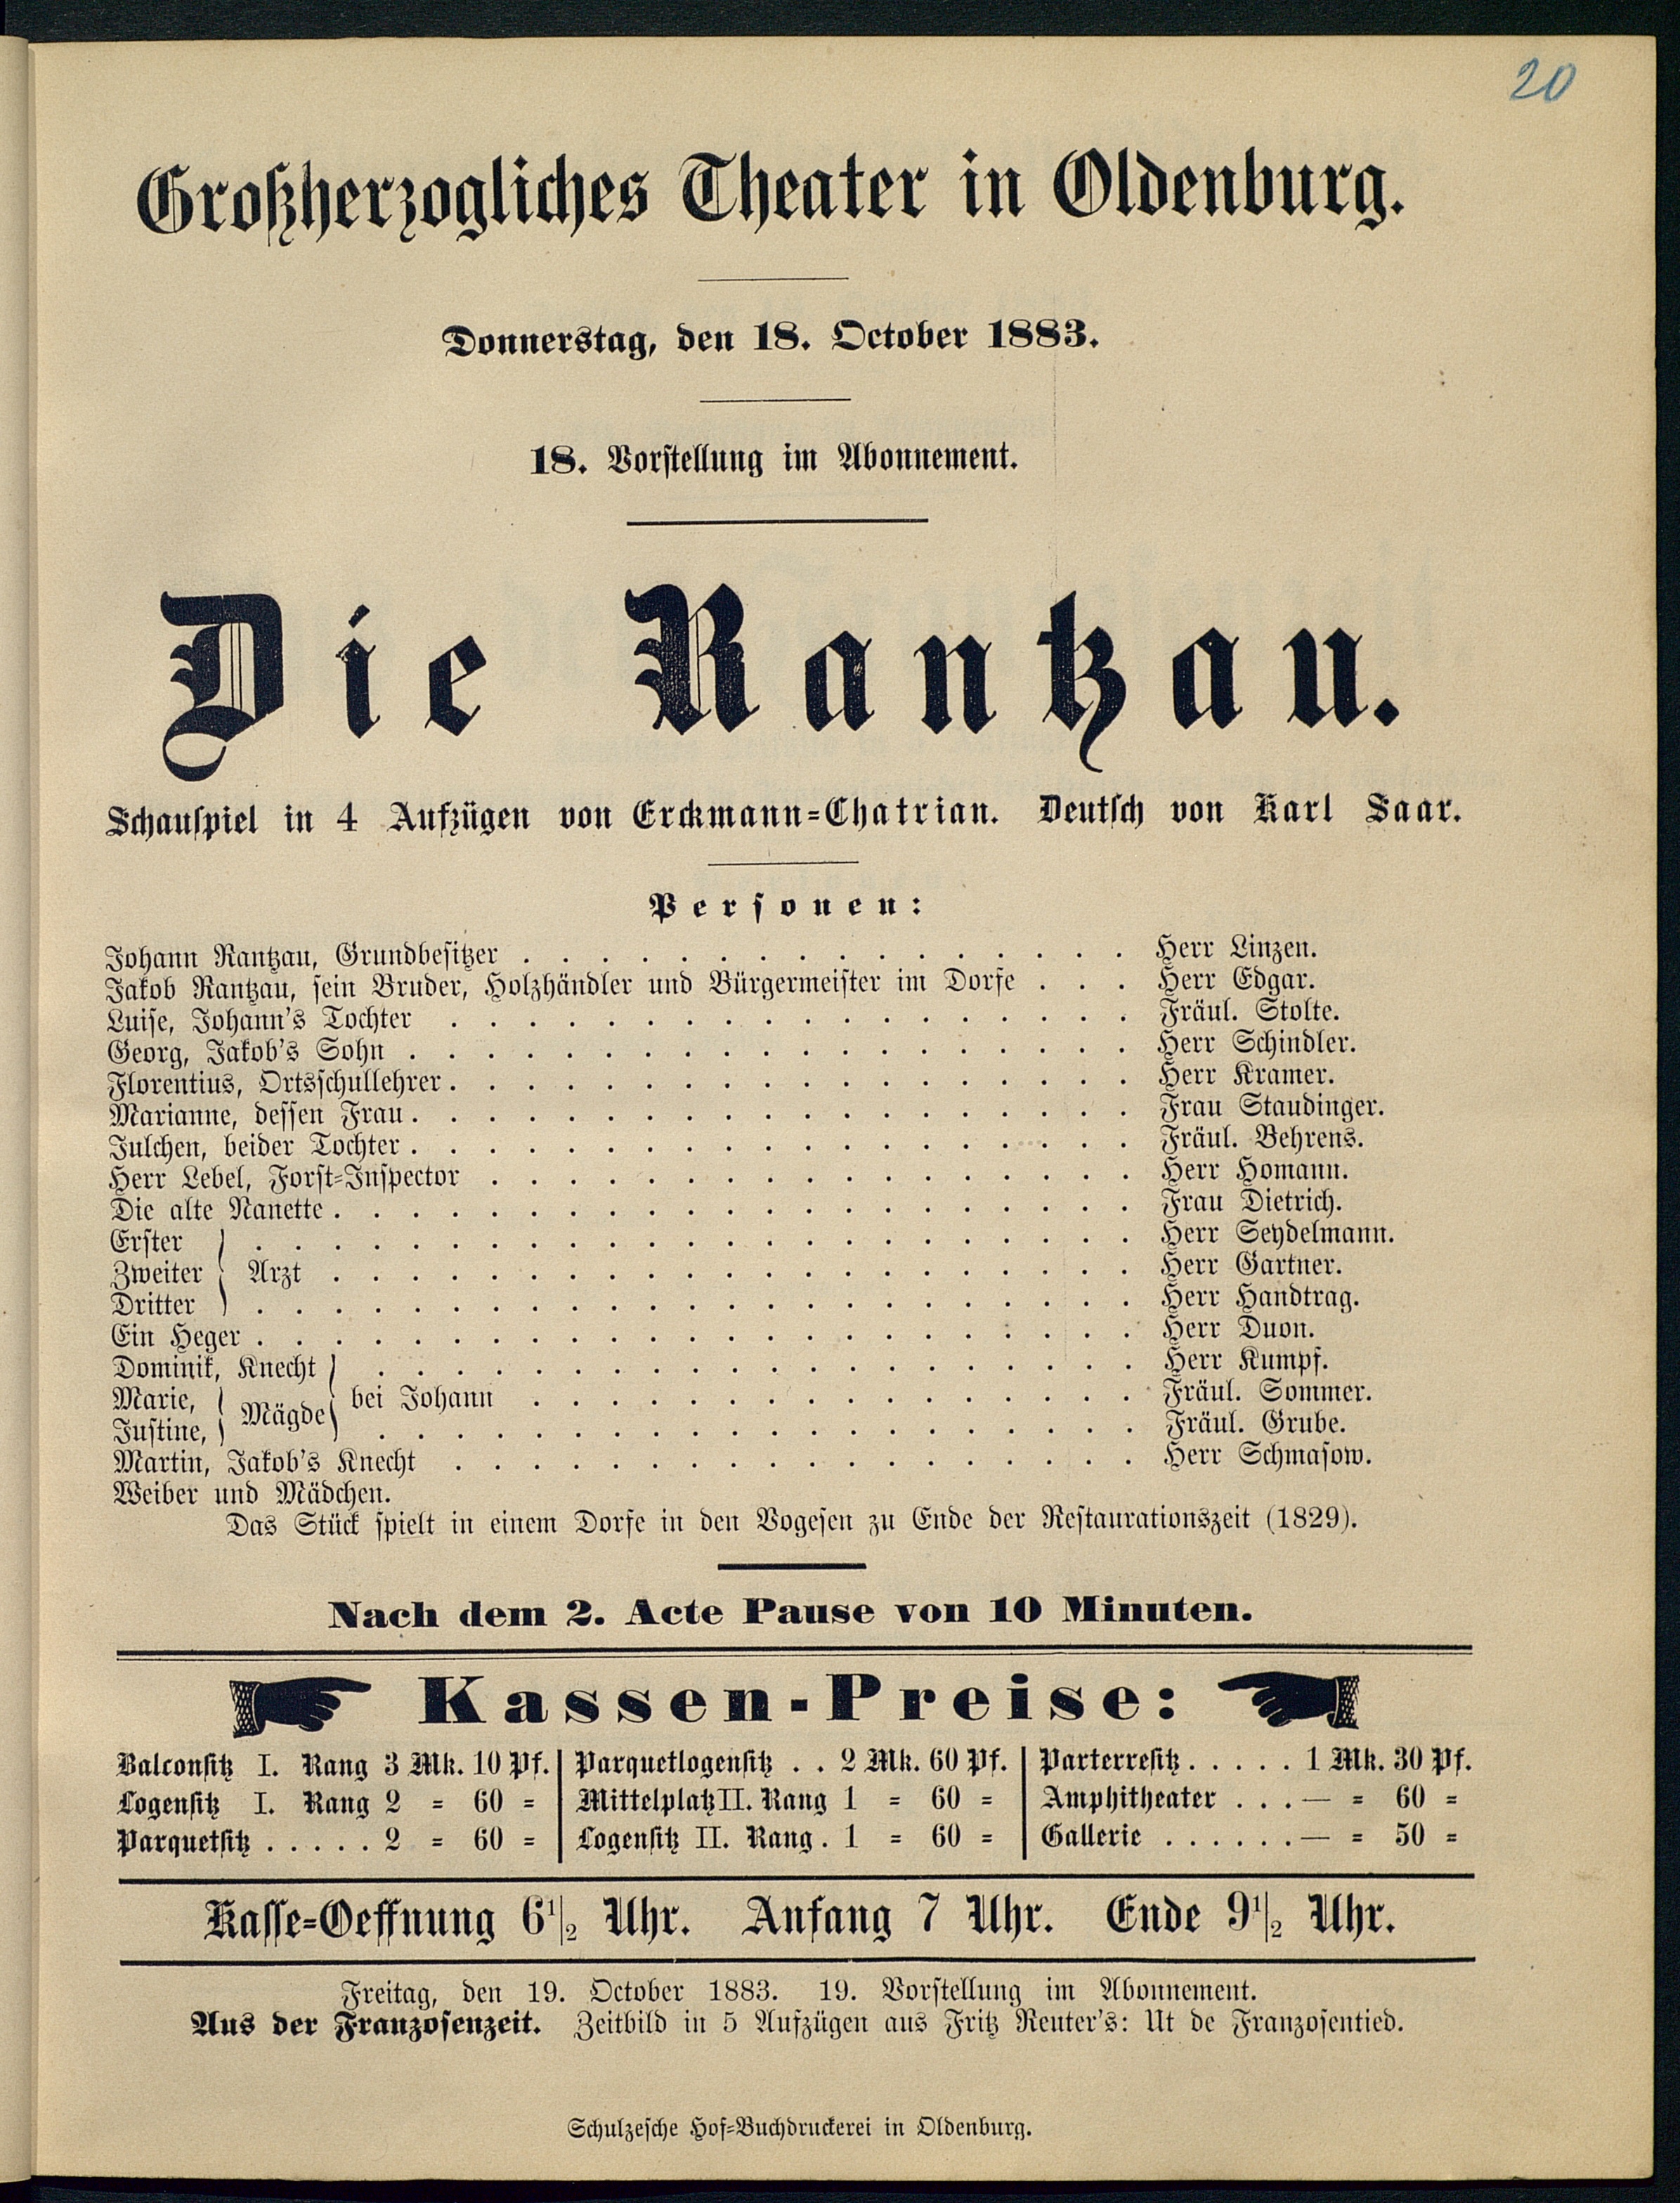 20
Großherzogliches Theater in Oldenburg.
Donnerstag, den 18. October 1883.
18. Vorstellung im Abonnement.
Die Rantzau.
Schauspiel in 4 Aufzügen von Erckmann=Chatrian. Deutsch von Karl Saar.
Personen:
Johann Rantzau, Grundbesitzer . . . . . . . . . . . . . . . . Herr Linzen.
Jakob Rantzau, sein Bruder, Holzhändler und Bürgermeister im Dorfe . . . Herr Edgar.
Luise, Johann's Tochter . . . . . . . . . . . . . . . . . . Fräul. Stolte.
Georg, Jakob's Sohn . . . . . . . . . . . . . . . . . . . Herr Schindler.
Florentius, Ortsschullehrer . . . . . . . . . . . . . . . . . . Herr Kramer.
Marianne, dessen Frau . . . . . . . . . . . . . . . . . . . Frau Staudinger.
Julchen, beider Tochter . . . . . . . . . . . . . . . . . . . Fräul. Behrens.
Herr Lebel, Forst=Inspector . . . . . . . . . . . . . . . . . Herr Homann.
Die alte Nanette . . . . . . . . . . . . . . . . . . . . . Frau Dietrich.
Erster } . . . . . . . . . . . . . . . . . . . . . . . Herr Seydelmann.
Zweiter } Arzt . . . . . . . . . . . . . . . . . . . . . Herr Gartner.
Dritter } . . . . . . . . . . . . . . . . . . . . . . . Herr Handtrag.
Ein Heger . . . . . . . . . . . . . . . . . . . . . . . Herr Duon.
Dominik, Knecht } . . . . . . . . . . . . . . . . . . . . Herr Kumpf.
Marie, } Mägde } bei Johann . . . . . . . . . . . . . . . . Fräul. Sommer.
Justine, } . . . . . . . . . . . . . . . . . . . . Fräul. Grube.
Martin, Jakob's Knecht . . . . . . . . . . . . . . . . . . Herr Schmasow.
Weiber und Mädchen.
Das Stück spielt in einem Dorfe in den Vogesen zu Ende der Restaurationszeit (1829).
Nach dem 2. Acte Pause von 10 Minuten.
Kassen-Preise:
Balconsitz I. Rang 3 Mk. 10 Pf. | Parquetlogensitz . . 2 Mk. 60 Pf. | Parterresitz . . . . . 1 Mk. 30 Pf.
Logensitz I. Rang 2 = 60 = | Mittelplatz II. Rang 1 = 60 = | Amphitheater . . . — = 60 =
Parquetsitz . . . . . 2 = 60 = | Logensitz II. Rang . 1 = 60 = | Gallerie . . . . . . — = 50 =
Kasse=Oeffnung 6 1/2 Uhr. Anfang 7 Uhr. Ende 9 1/2 Uhr.
Freitag, den 19. October 1883. 19. Vorstellung im Abonnement.
Aus der Franzosenzeit. Zeitbild in 5 Aufzügen aus Fritz Reuter's: Ut de Franzosentied.
Schulzesche Hof=Buchdruckerei in Oldenburg.